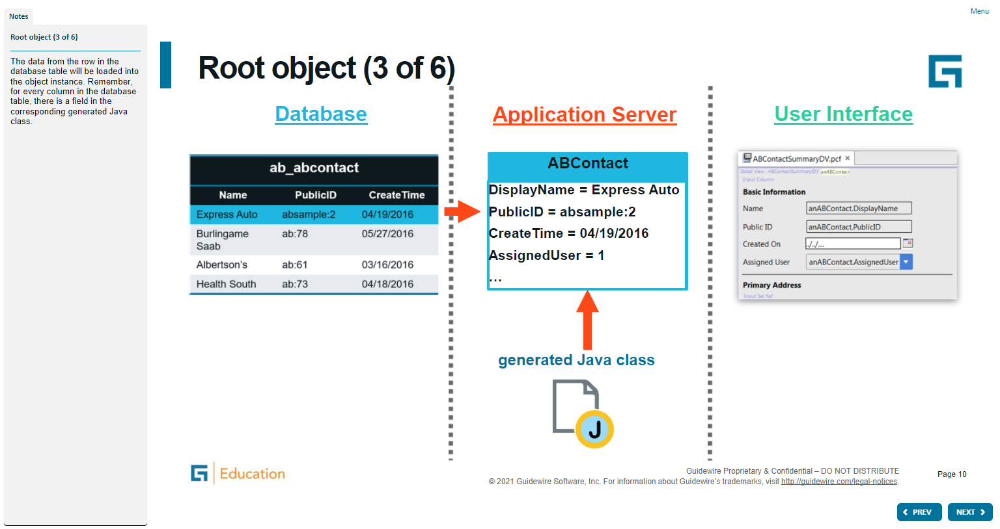 Notes
Menu
Root object (3 of 6)
The data from the row in the
database table will be loaded into
the object instance. Remember,
for every column in the database
table, there is a field in the
corresponding generated Java
class.
Root object (3 of 6)
Database
ab_abcontact
Name PublicID CreateTime
Express Auto absample:2 04/19/2016
Burlingame
Saab ab:78 05/27/2016
Albertson's ab:61 03/16/2016
Health South ab:73 04/18/2016
Application Server
ABContact
DisplayName = Express Auto
PublicID = absample:2
CreateTime = 04/19/2016
AssignedUser = 1
...
generated Java class
J
User Interface
ABContactSummaryDV.pcf ×
Detail View : ABContactSummaryDV anABContact
Input Column
Basic Information
Name anABContact.DisplayName
Public ID anABContact.PublicID
Created On ../../....
Assigned User anABContact.AssignedUser
Primary Address
Input Set Ref
Education
Guidewire Proprietary & Confidential – DO NOT DISTRIBUTE
© 2021 Guidewire Software, Inc. For information about Guidewire's trademarks, visit http://guidewire.com/legal-notices.
Page 10
PREV
NEXT